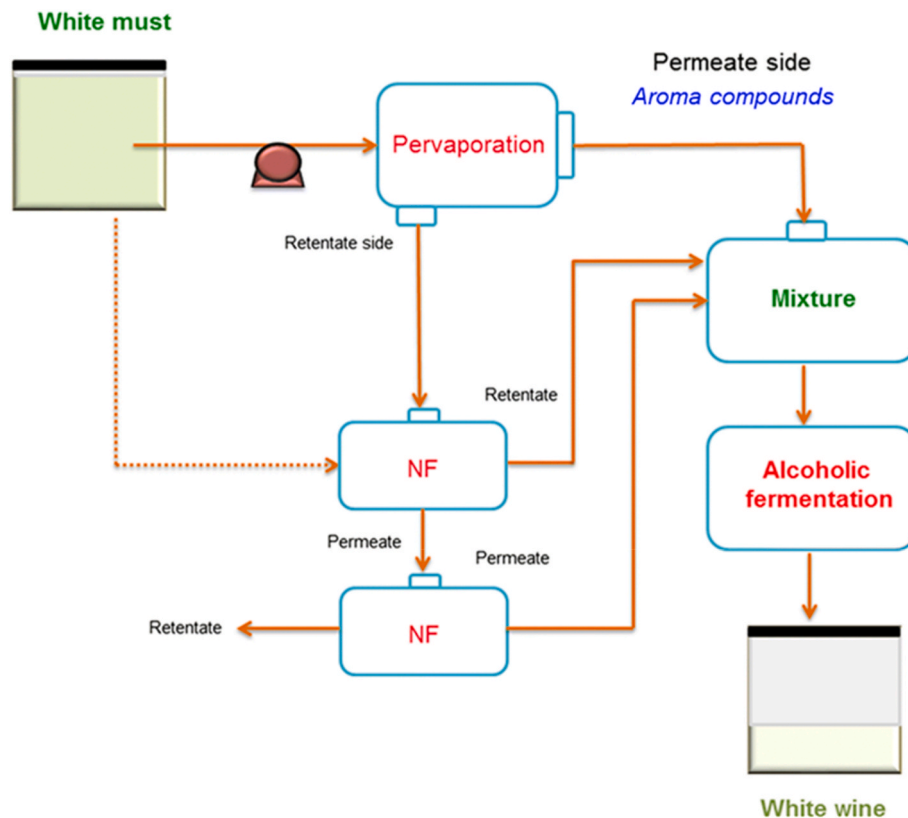 White must
Permeate side
Aroma compounds
Pervaporation
Retentate side
Mixture
Retentate
NF
Alcoholic
fermentation
Permeate
Permeate
NF
Retentate
White wine